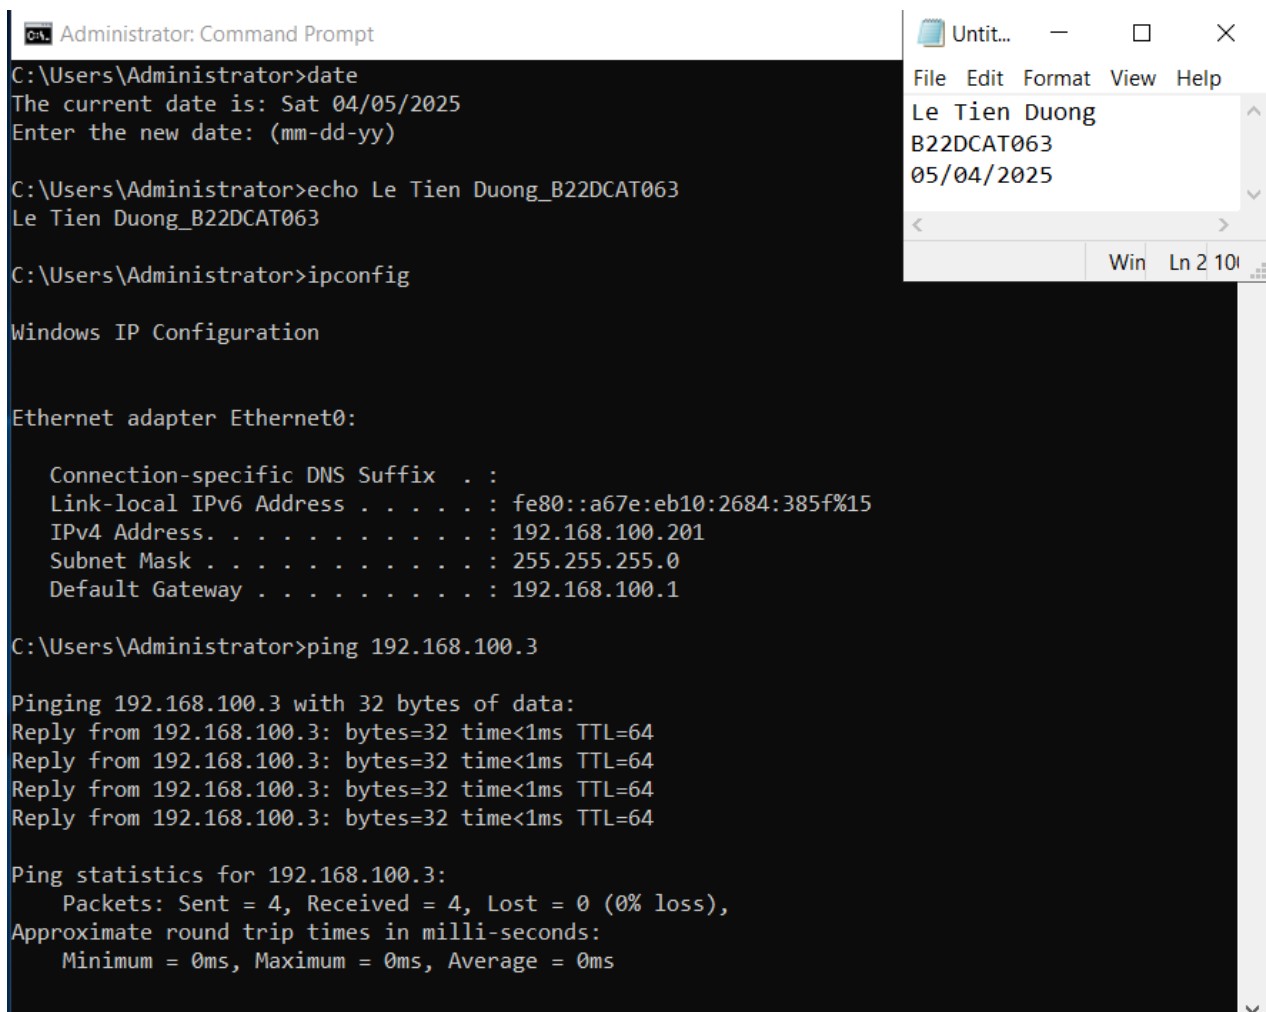 Administrator: Command Prompt
C:\Users\Administrator>date
The current date is: Sat 04/05/2025
Enter the new date: (mm-dd-yy)
C:\Users\Administrator>echo Le Tien Duong_B22DCAT063
Le Tien Duong_B22DCAT063
C:\Users\Administrator>ipconfig
Windows IP Configuration
Ethernet adapter Ethernet0:
Connection-specific DNS Suffix . :
Link-local IPv6 Address . . . . . : fe80::a67e:eb10:2684:385f%15
IPv4 Address. . . . . . . . . . . : 192.168.100.201
Subnet Mask . . . . . . . . . . . : 255.255.255.0
Default Gateway . . . . . . . . . : 192.168.100.1
C:\Users\Administrator>ping 192.168.100.3
Pinging 192.168.100.3 with 32 bytes of data:
Reply from 192.168.100.3: bytes=32 time<1ms TTL=64
Reply from 192.168.100.3: bytes=32 time<1ms TTL=64
Reply from 192.168.100.3: bytes=32 time<1ms TTL=64
Reply from 192.168.100.3: bytes=32 time<1ms TTL=64
Ping statistics for 192.168.100.3:
Packets: Sent = 4, Received = 4, Lost = 0 (0% loss),
Approximate round trip times in milli-seconds:
Minimum = 0ms, Maximum = 0ms, Average = 0ms
Untit...
File Edit Format View Help
Le Tien Duong
B22DCAT063
05/04/2025
Win Ln 2